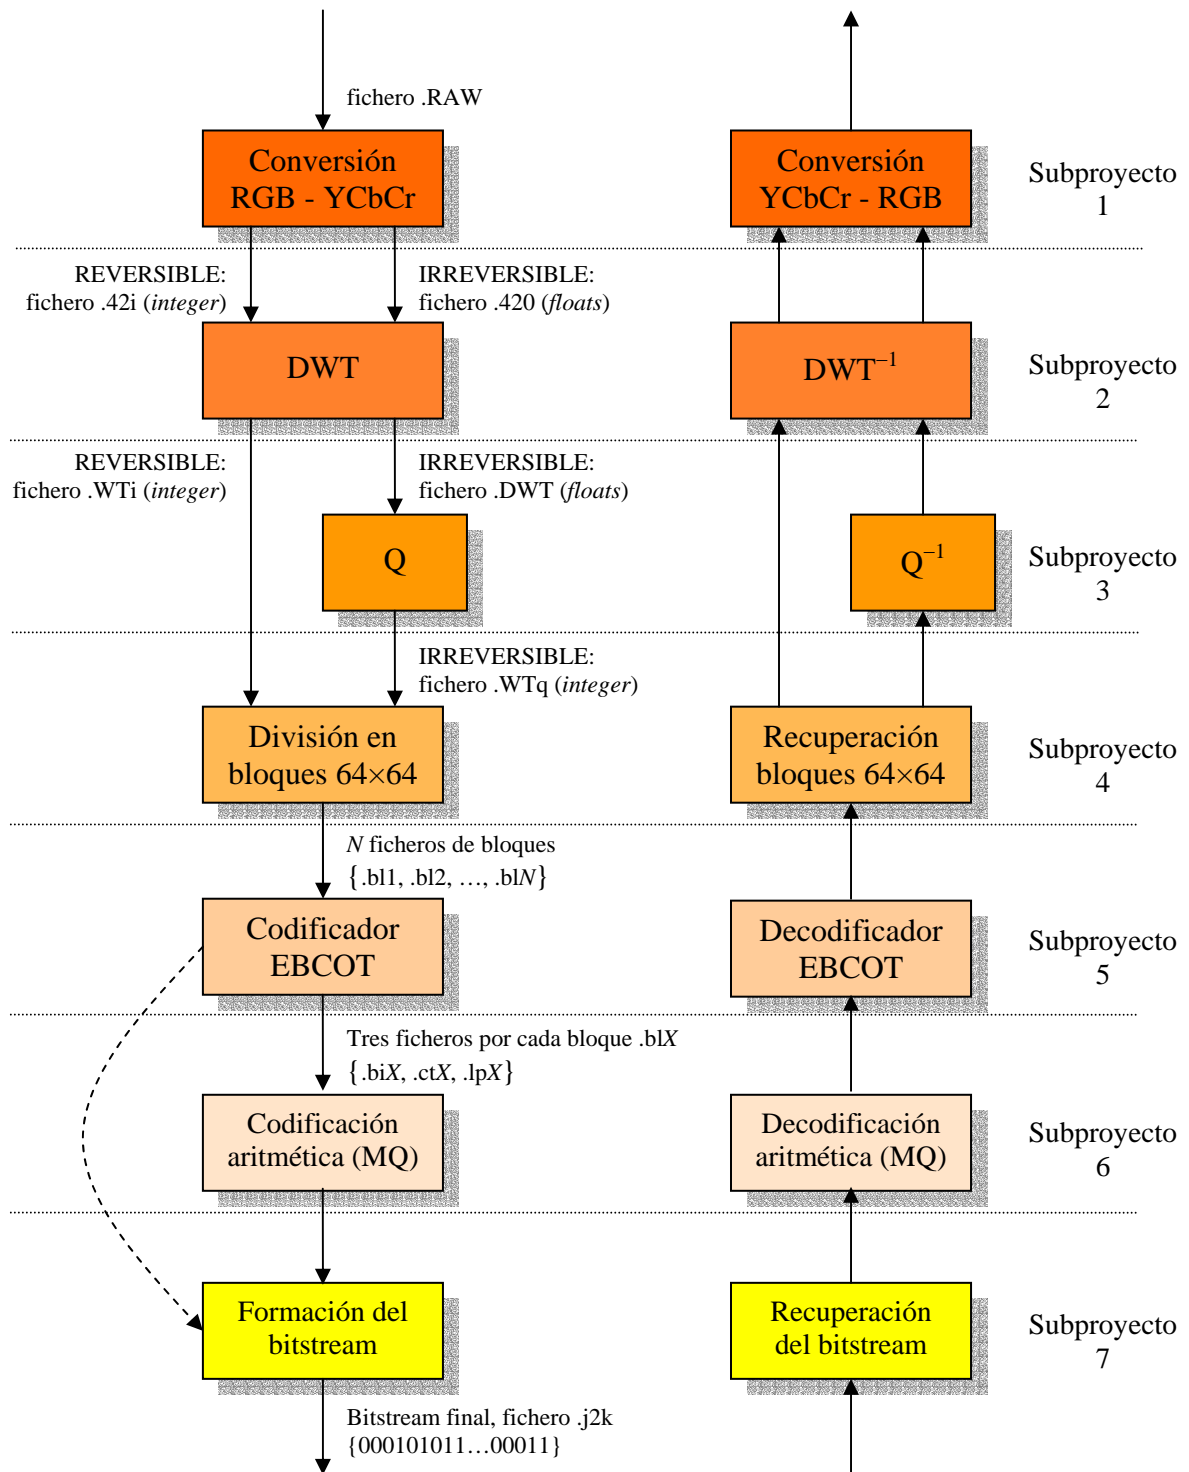 fichero .RAW
Conversión
RGB - YCbCr
Conversión
YCbCr - RGB
Subproyecto
1
REVERSIBLE:
fichero .42i (integer)
IRREVERSIBLE:
fichero .420 (floats)
DWT
DWT⁻¹
Subproyecto
2
REVERSIBLE:
fichero .WTi (integer)
IRREVERSIBLE:
fichero .DWT (floats)
Q
Q⁻¹
Subproyecto
3
IRREVERSIBLE:
fichero .WTq (integer)
División en
bloques 64×64
Recuperación
bloques 64×64
Subproyecto
4
N ficheros de bloques
{.bl1, .bl2, …, .blN}
Codificador
EBCOT
Decodificador
EBCOT
Subproyecto
5
Tres ficheros por cada bloque .blX
{.biX, .ctX, .lpX}
Codificación
aritmética (MQ)
Decodificación
aritmética (MQ)
Subproyecto
6
Formación del
bitstream
Recuperación
del bitstream
Subproyecto
7
Bitstream final, fichero .j2k
{000101011…00011}